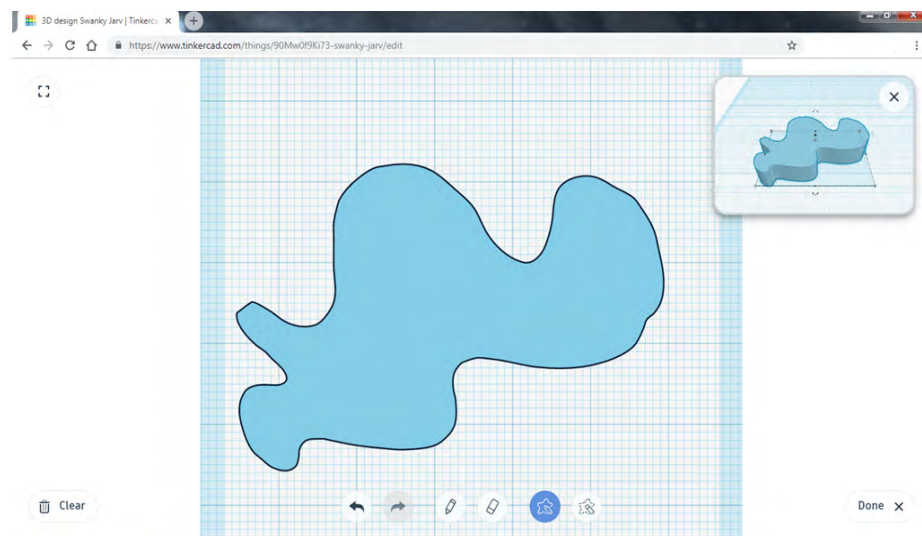 3D design Swanky Jarv | Tinkerca
https://www.tinkercad.com/things/90Mw0f9Ki73-swanky-jarv/edit
Clear
Done